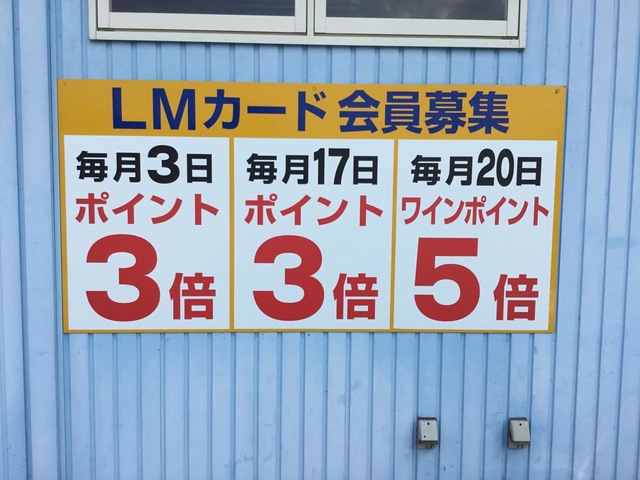 LMカード会員募集
毎月3日
ポイント
3倍
毎月17日
ポイント
3倍
毎月20日
ワインポイント
5倍